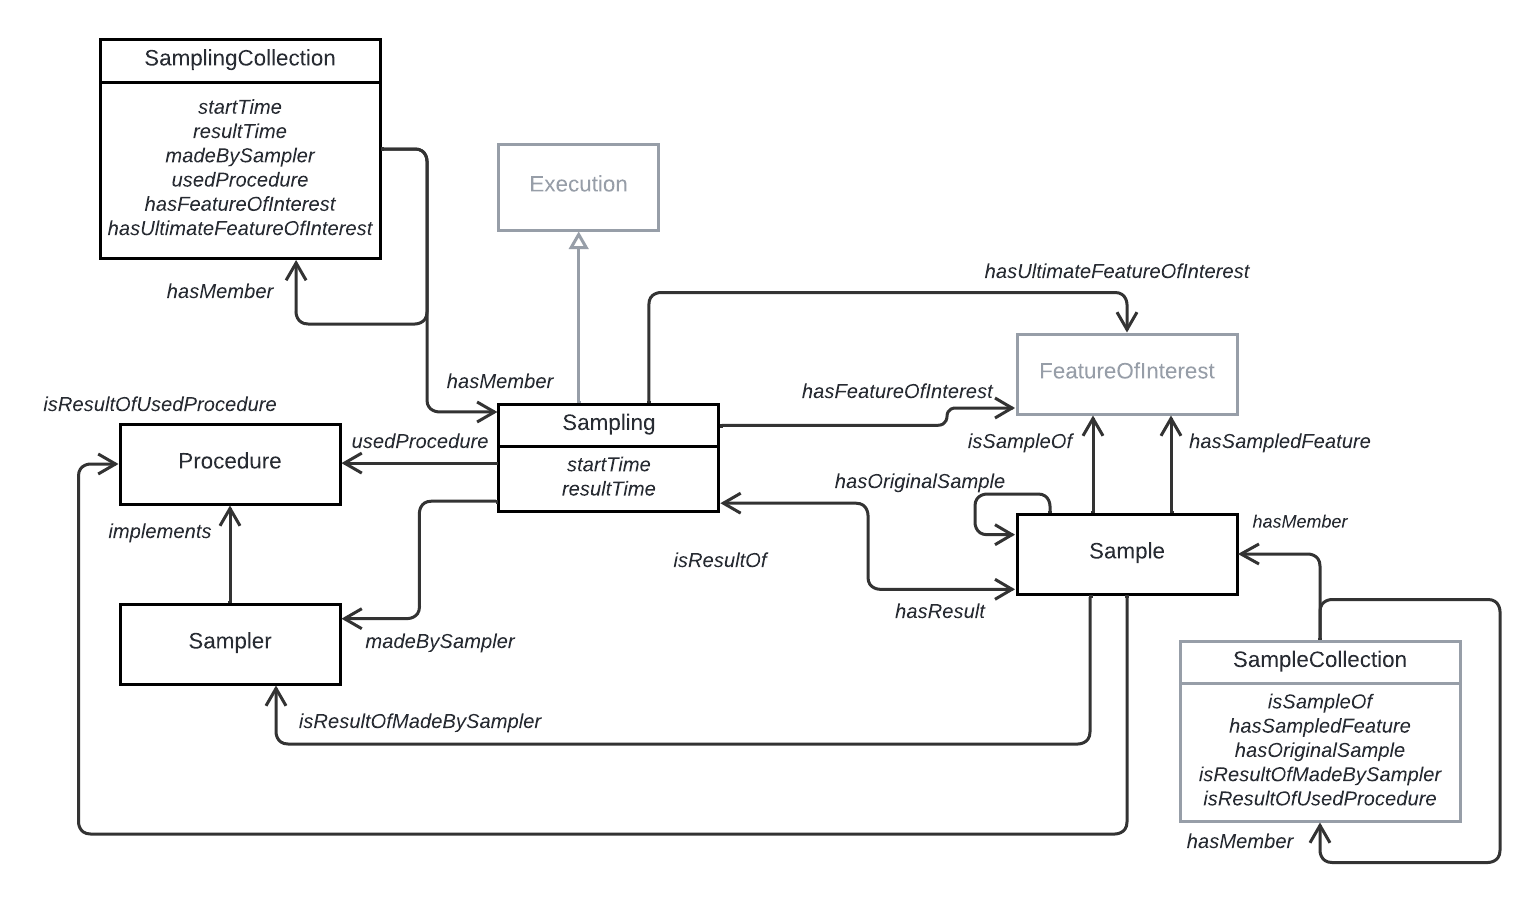 SamplingCollection
startTime
resultTime
madeBySampler
usedProcedure
hasFeatureOfInterest
hasUltimateFeatureOfInterest
Execution
hasUltimateFeatureOfInterest
hasMember
FeatureOfInterest
hasMember
hasFeatureOfInterest
isResultOfUsedProcedure
Sampling
usedProcedure
isSampleOf
hasSampledFeature
Procedure
startTime
resultTime
hasOriginalSample
implements
hasMember
Sample
isResultOf
hasResult
Sampler
madeBySampler
SampleCollection
isSampleOf
hasSampledFeature
hasOriginalSample
isResultOfMadeBySampler
isResultOfUsedProcedure
isResultOfMadeBySampler
hasMember